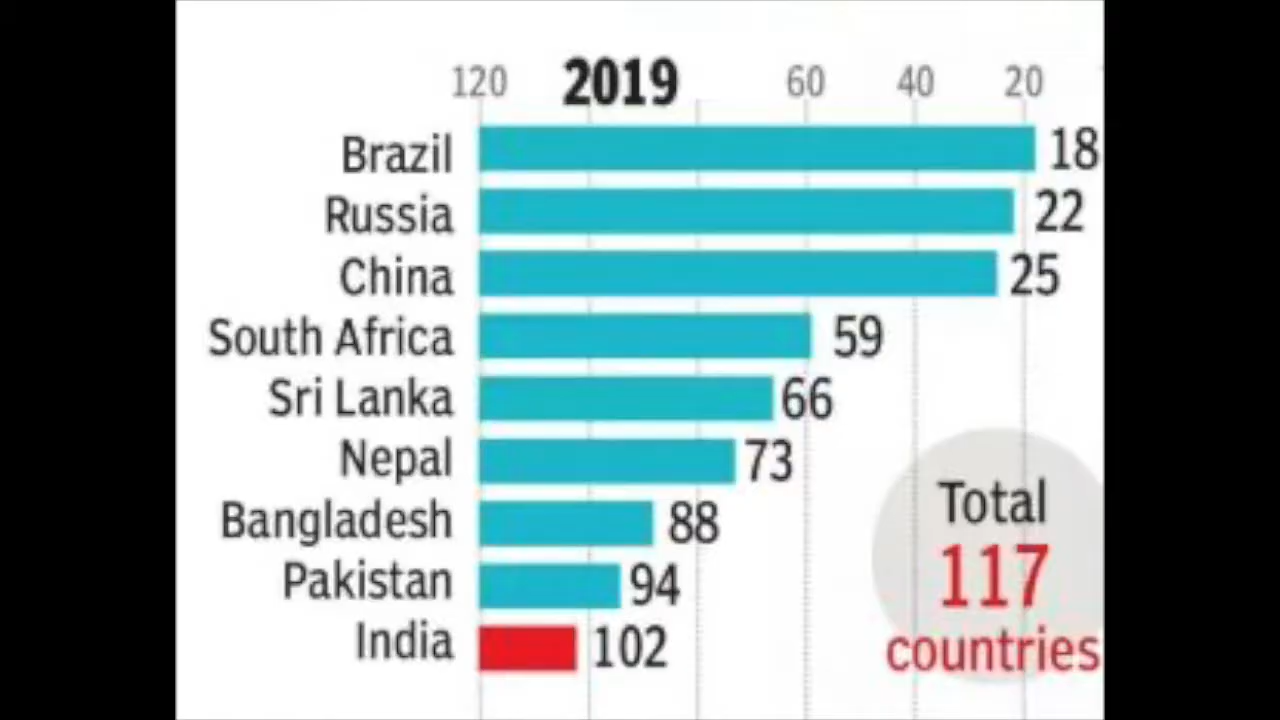 120 2019 60 40 20
Brazil 18
Russia 22
China 25
South Africa 59
Sri Lanka 66
Nepal 73
Bangladesh 88
Pakistan 94
India 102
Total
117
countries